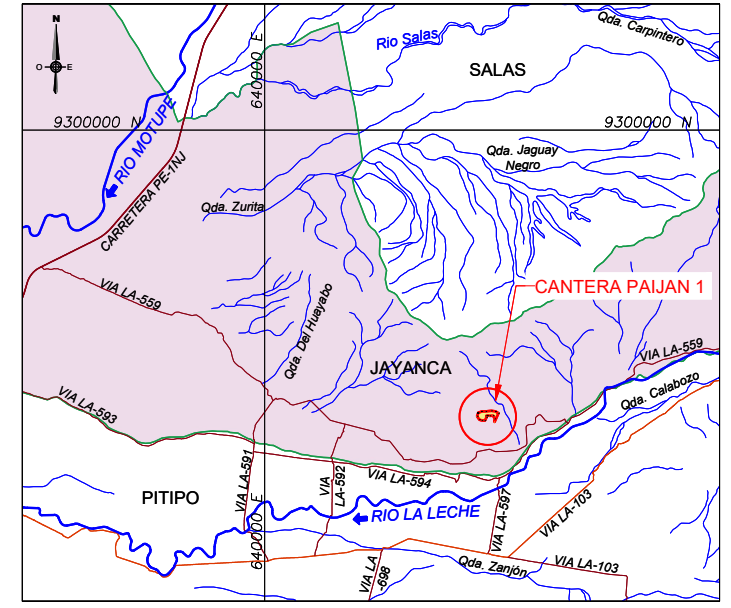 N
O
E
640000 E
Rio Salas
Qda. Carpintero
SALAS
9300000 N
9300000 N
RIO MOTUPE
CARRETERA PE-1NJ
Qda. Jaguay
Negro
Qda. Zurita
VIA LA-559
CANTERA PAIJAN 1
Qda. Del Huayabo
JAYANCA
VIA LA-559
Qda. Calabozo
VIA LA-593
VIA LA-591
VIA
LA-592
VIA LA-594
PITIPO
RIO LA LECHE
VIA LA-597
VIA LA-103
640000 E
VIA LA
-698
Qda. Zanjón
VIA LA-103